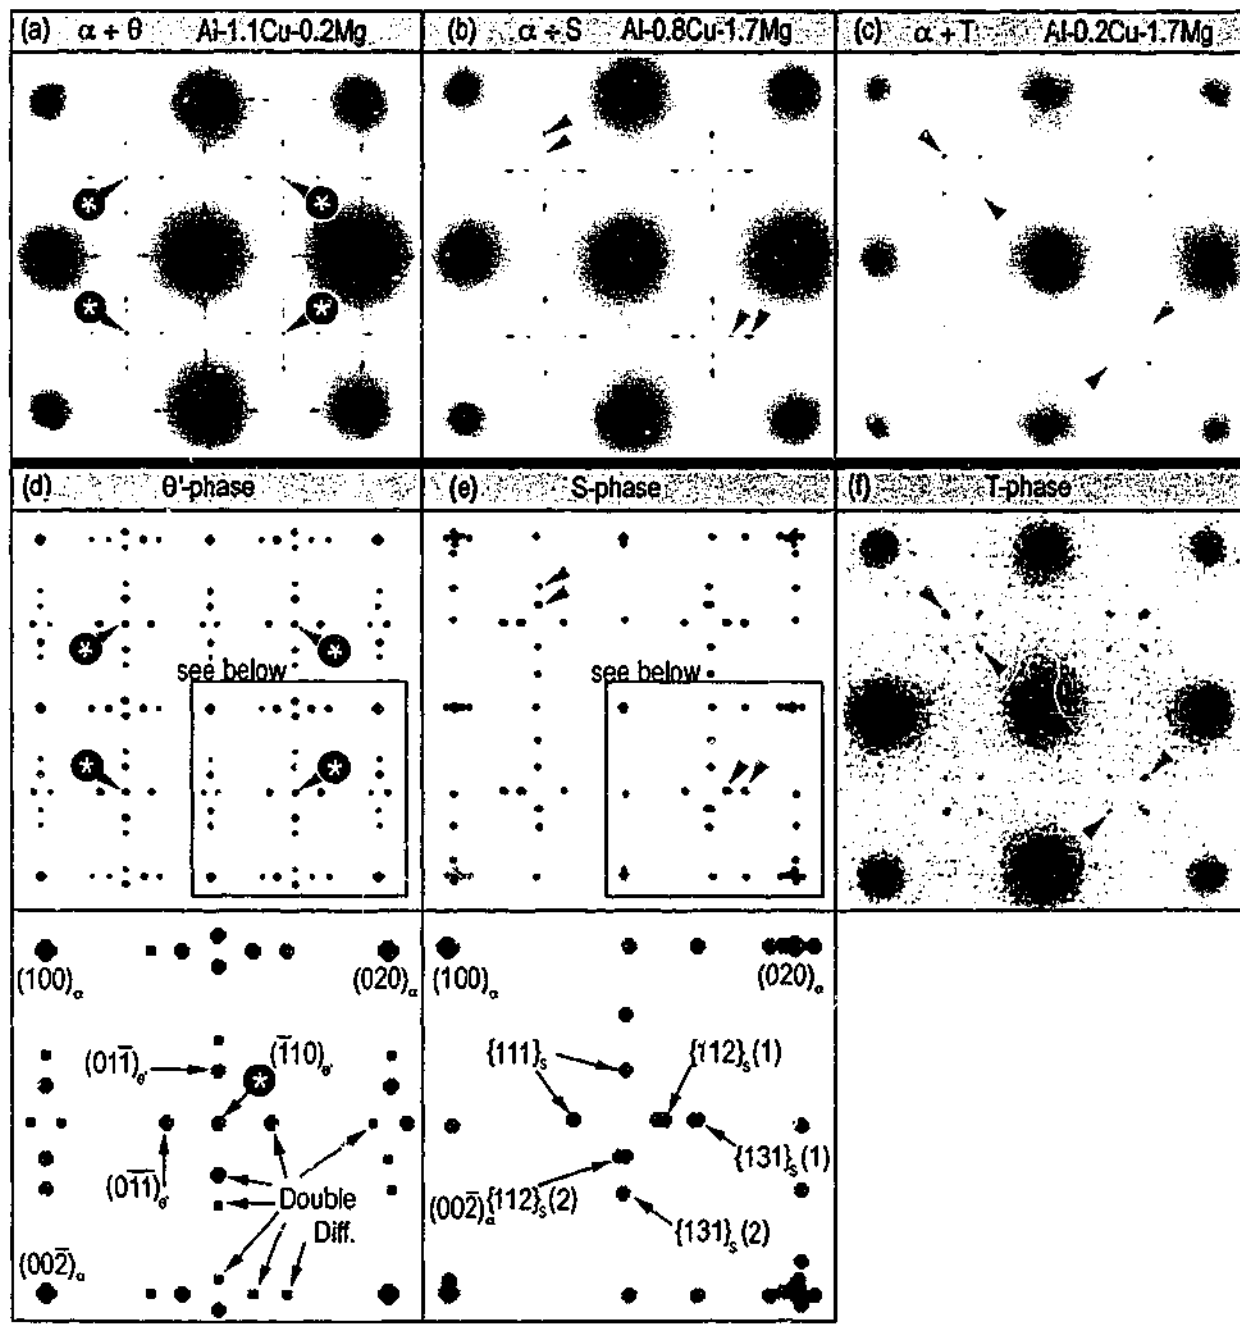 (a) α + θ Al-1.1Cu-0.2Mg
(b) α + S Al-0.8Cu-1.7Mg
(c) α + T Al-0.2Cu-1.7Mg
*
*
*
*
(d) θ'-phase
(e) S-phase
(f) T-phase
*
*
see below
see below
*
*
(100)α
(020)α
(01̅1̅)θ'
(1̅10)θ'
*
(01̅1̅)θ'
Double
Diff.
(002̅)α
(100)α
(020)α
{111}S
{112}S(1)
{131}S(1)
(002̅)α
{112}S(2)
{131}S(2)